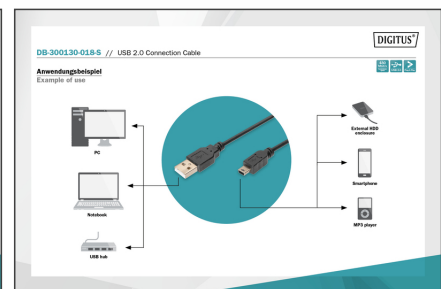 DIGITUS®
DB-300130-018-S // USB 2.0 Connection Cable
Anwendungsbeispiel
Example of use
PC
Notebook
USB hub
External HDD
enclosure
Smartphone
MP3 player